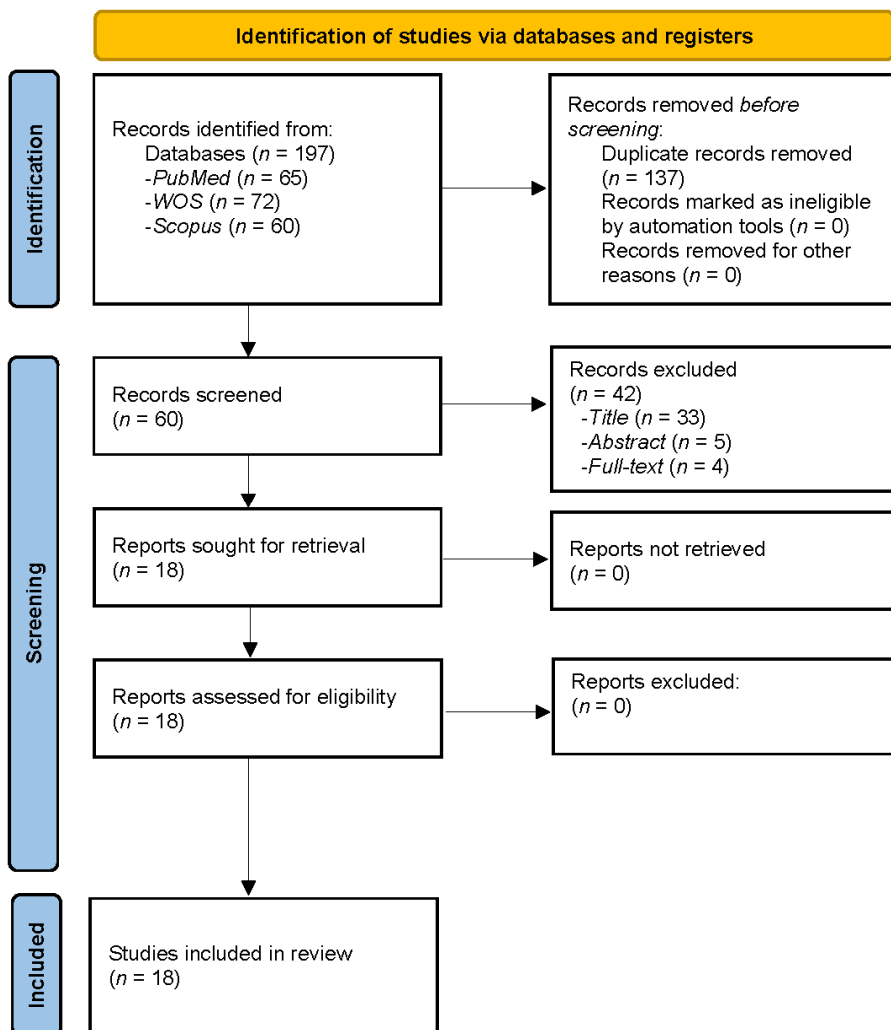 Identification of studies via databases and registers
Identification
Records identified from:
Databases (n = 197)
-PubMed (n = 65)
-WOS (n = 72)
-Scopus (n = 60)
Records removed before
screening:
Duplicate records removed
(n = 137)
Records marked as ineligible
by automation tools (n = 0)
Records removed for other
reasons (n = 0)
Screening
Records screened
(n = 60)
Records excluded
(n = 42)
-Title (n = 33)
-Abstract (n = 5)
-Full-text (n = 4)
Reports sought for retrieval
(n = 18)
Reports not retrieved
(n = 0)
Reports assessed for eligibility
(n = 18)
Reports excluded:
(n = 0)
Included
Studies included in review
(n = 18)